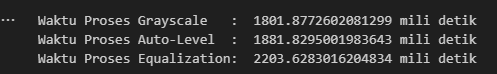 ... Waktu Proses Grayscale   :  1801.8772602081299 mili detik
Waktu Proses Auto-Level  :  1881.8295001983643 mili detik
Waktu Proses Equalization:  2203.6283016204834 mili detik